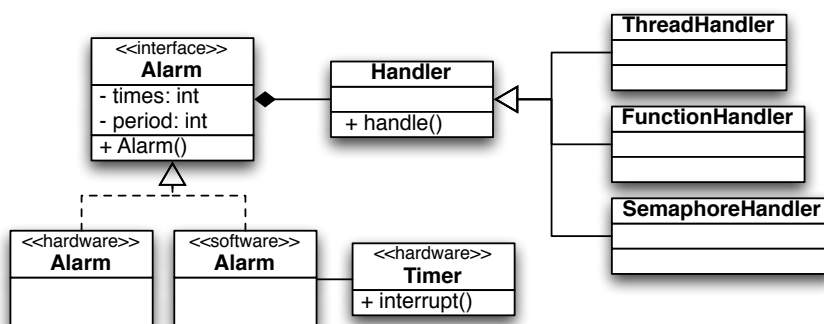 <<interface>>
Alarm
- times: int
- period: int
+ Alarm()
Handler
+ handle()
ThreadHandler
FunctionHandler
SemaphoreHandler
<<hardware>>
Alarm
<<software>>
Alarm
<<hardware>>
Timer
+ interrupt()